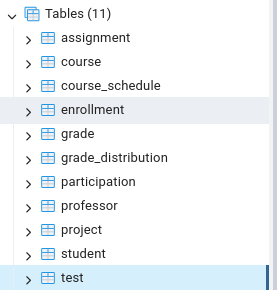 Tables (11)
assignment
course
course_schedule
enrollment
grade
grade_distribution
participation
professor
project
student
test